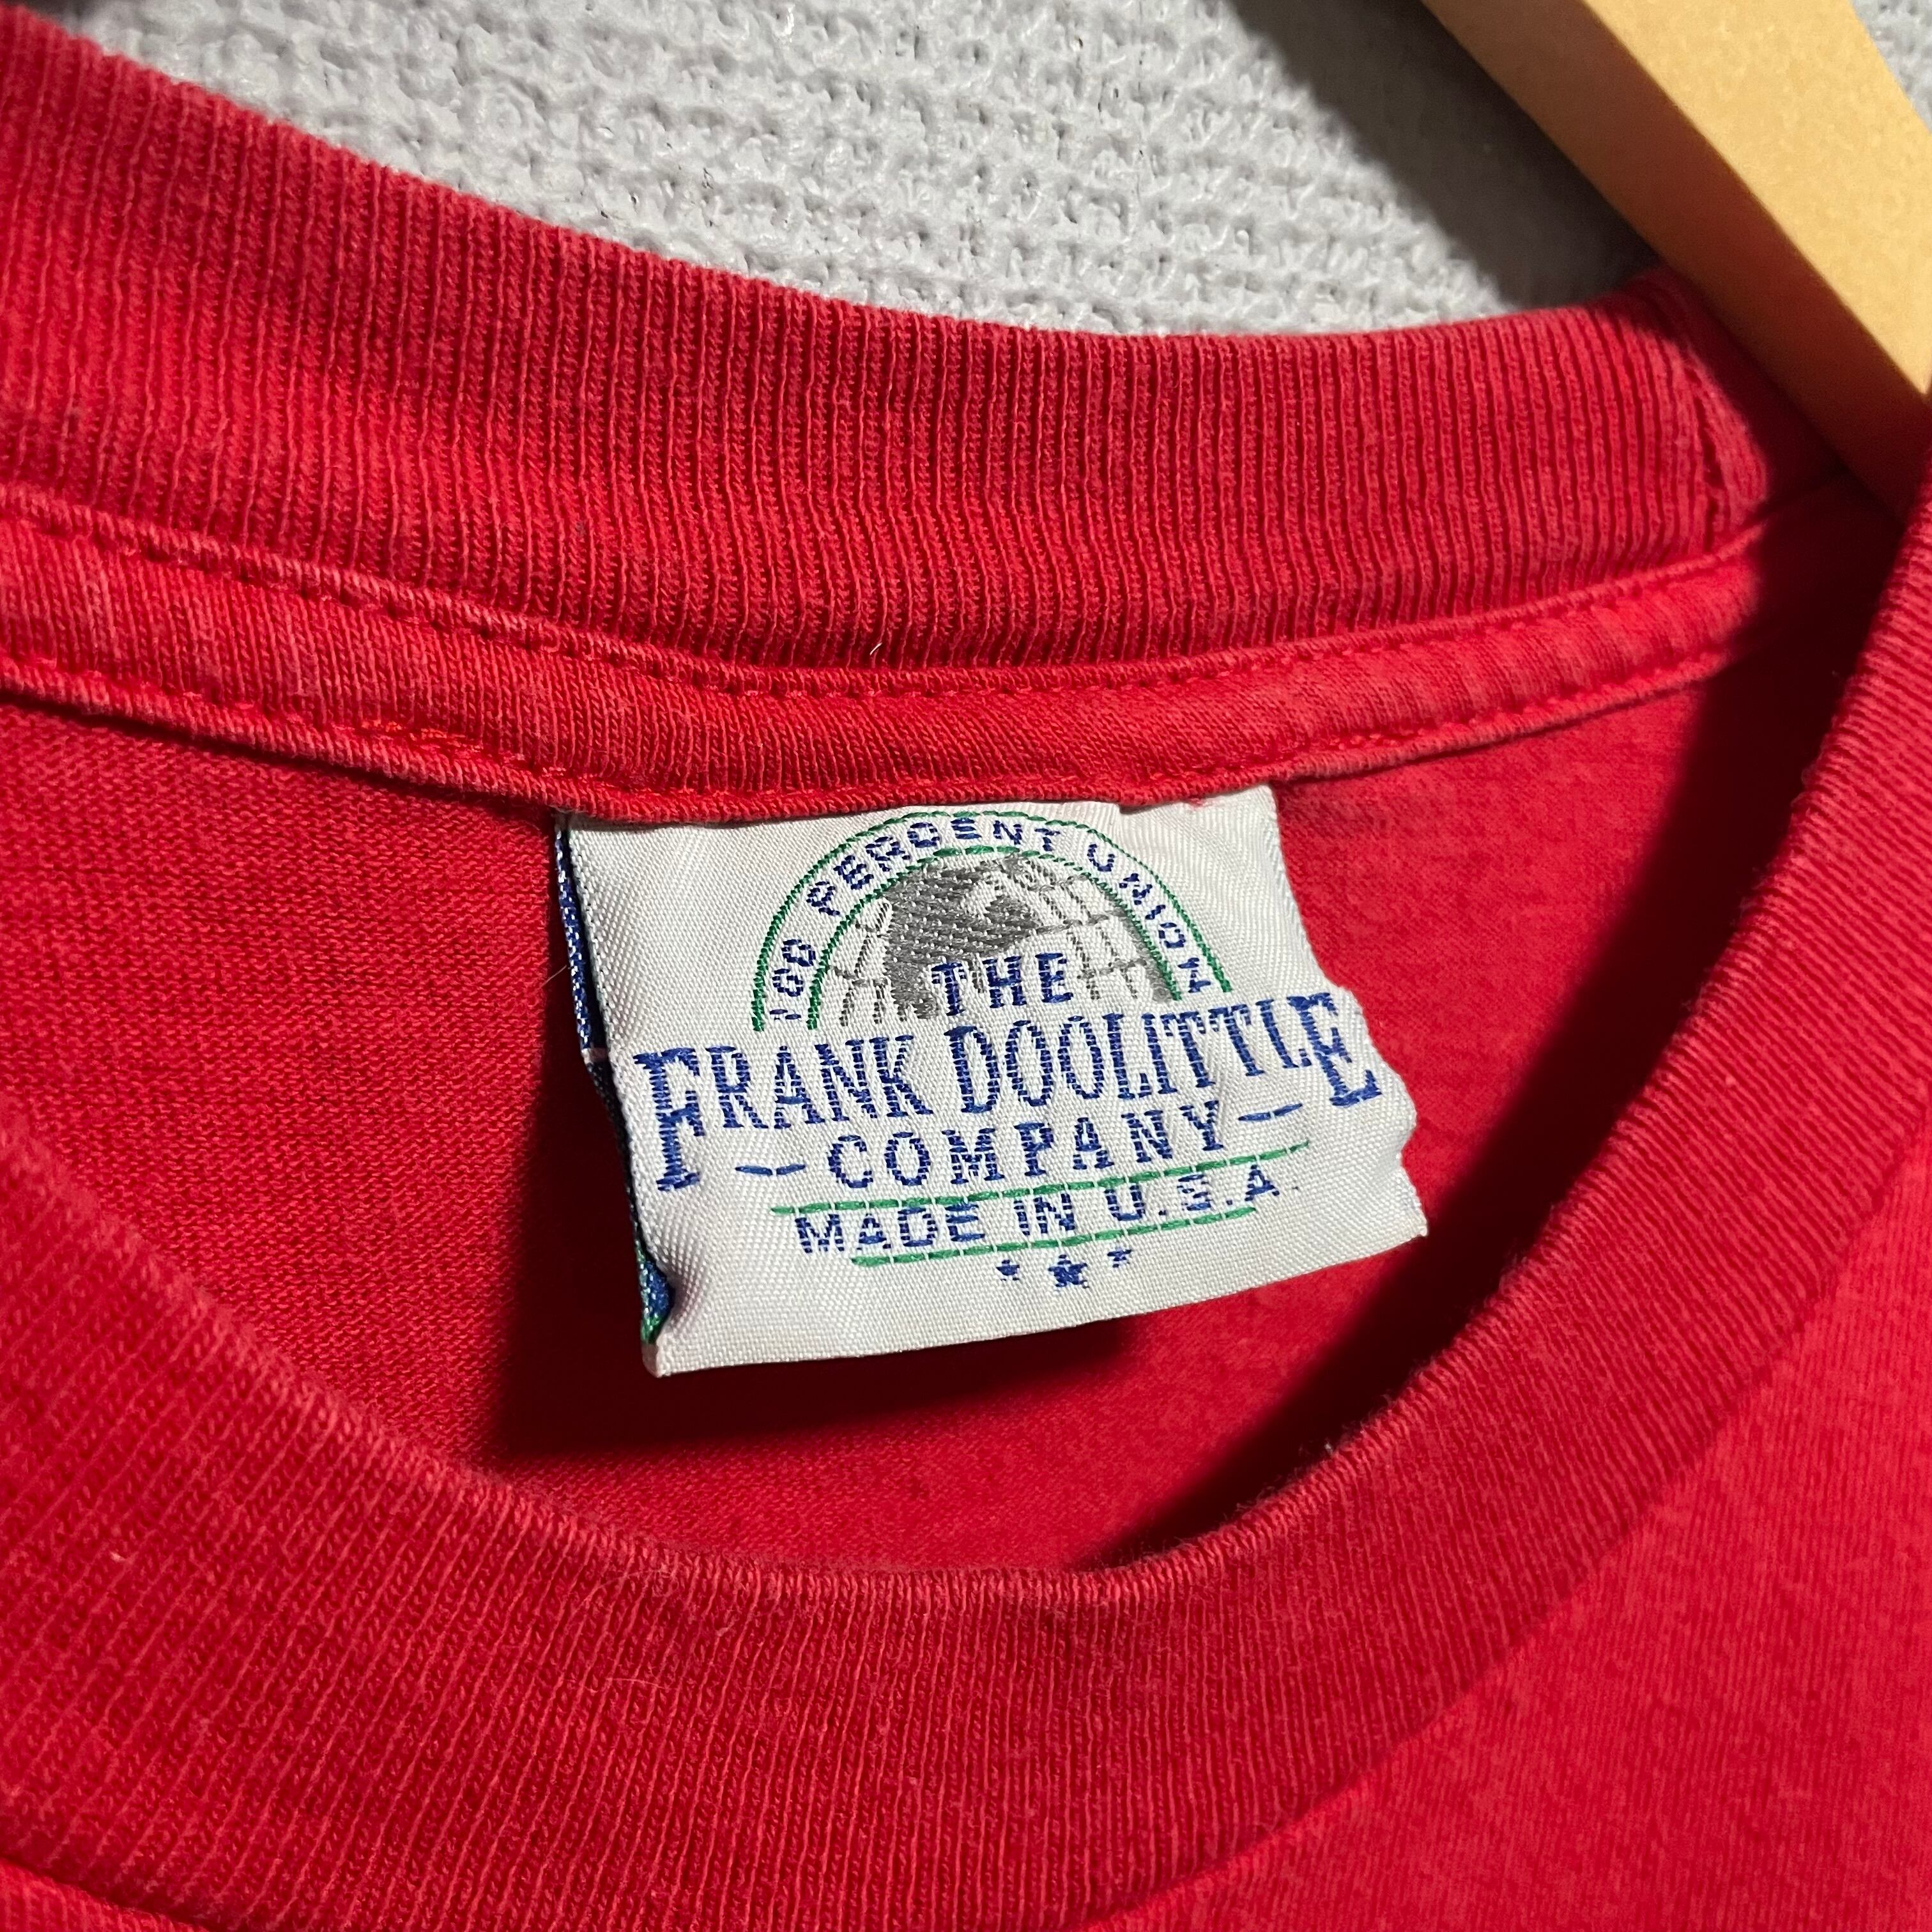 100 PERCENT UNION
THE
FRANK DOOLITTLE
COMPANY
MADE IN U.S.A.